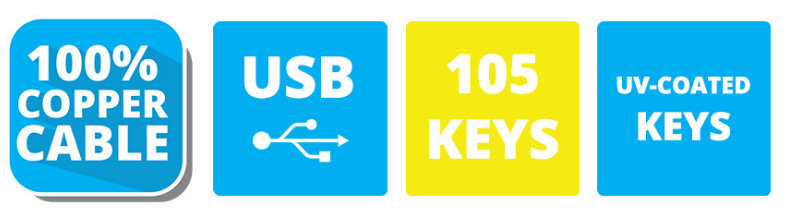 100%
COPPER
CABLE
USB
105
KEYS
UV-COATED
KEYS